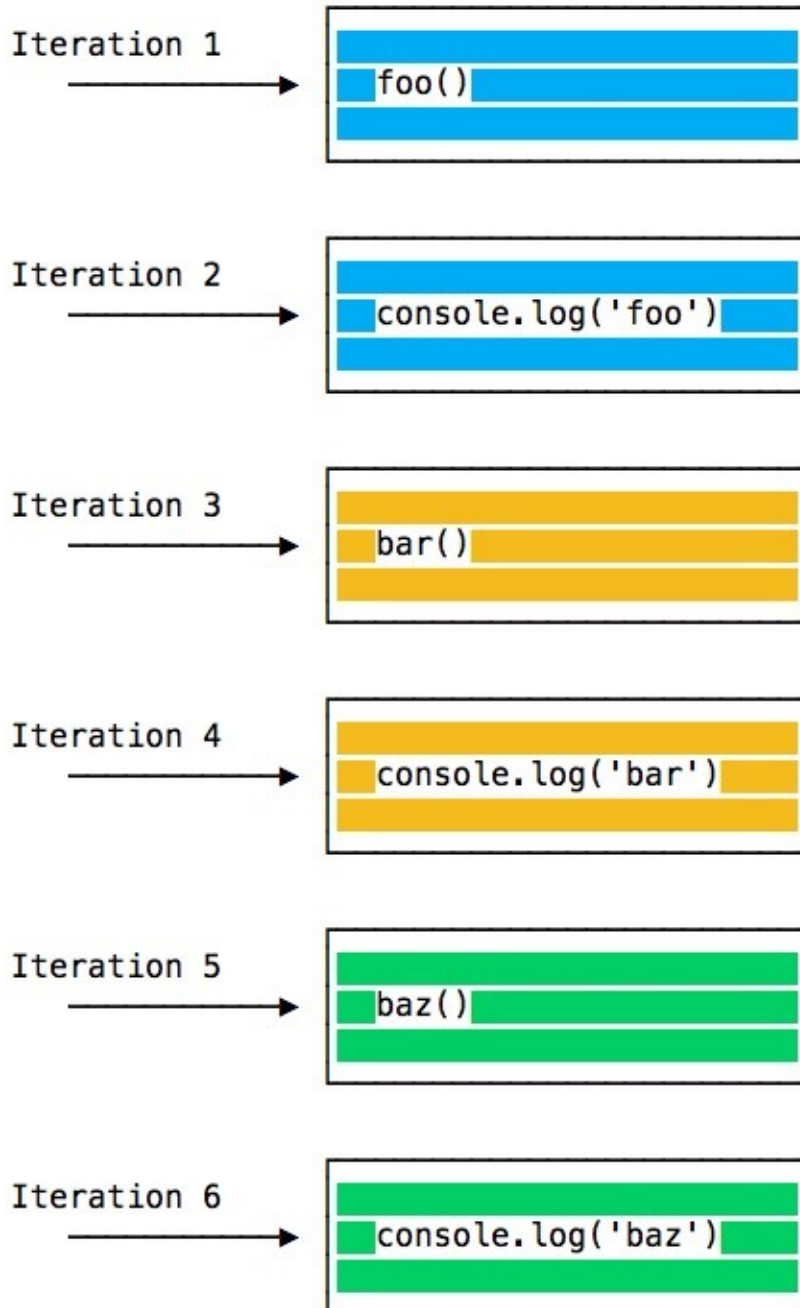 Iteration 1
foo()
Iteration 2
console.log('foo')
Iteration 3
bar()
Iteration 4
console.log('bar')
Iteration 5
baz()
Iteration 6
console.log('baz')